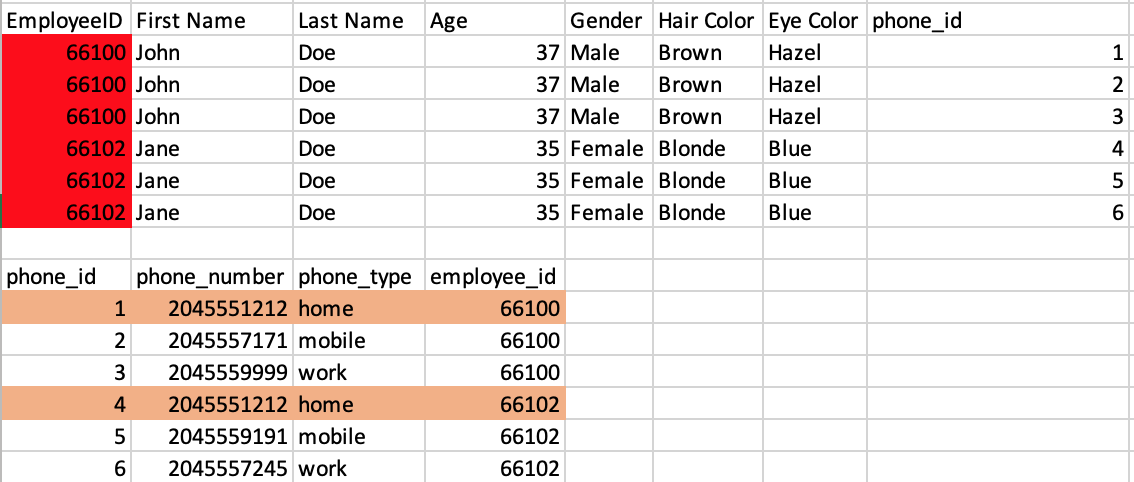 EmployeeID First Name Last Name Age Gender Hair Color Eye Color phone_id
66100 John Doe 37 Male Brown Hazel 1
66100 John Doe 37 Male Brown Hazel 2
66100 John Doe 37 Male Brown Hazel 3
66102 Jane Doe 35 Female Blonde Blue 4
66102 Jane Doe 35 Female Blonde Blue 5
66102 Jane Doe 35 Female Blonde Blue 6
phone_id phone_number phone_type employee_id
1 2045551212 home 66100
2 2045557171 mobile 66100
3 2045559999 work 66100
4 2045551212 home 66102
5 2045559191 mobile 66102
6 2045557245 work 66102